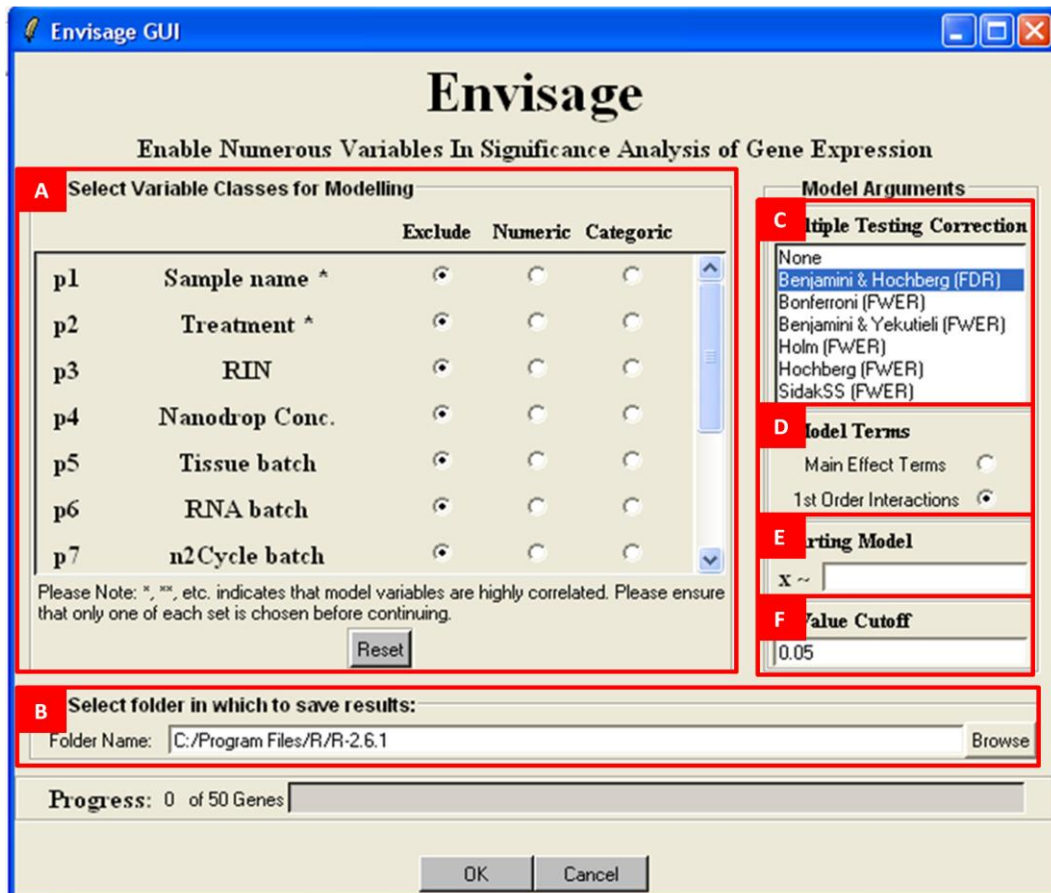 Envisage GUI
Envisage
Enable Numerous Variables In Significance Analysis of Gene Expression
A
Select Variable Classes for Modelling
Exclude Numeric Categoric
p1 Sample name *
p2 Treatment *
p3 RIN
p4 Nanodrop Conc.
p5 Tissue batch
p6 RNA batch
p7 n2Cycle batch
Please Note: *, **, etc. indicates that model variables are highly correlated. Please ensure
that only one of each set is chosen before continuing.
Reset
Model Arguments
C
ltiple Testing Correction
None
Benjamini & Hochberg (FDR)
Bonferroni (FWER)
Benjamini & Yekutieli (FWER)
Holm (FWER)
Hochberg (FWER)
SidakSS (FWER)
D
Model Terms
Main Effect Terms
1st Order Interactions
E
rting Model
x ~
F
Value Cutoff
0.05
B
Select folder in which to save results:
Folder Name: C:/Program Files/R/R-2.6.1 Browse
Progress: 0 of 50 Genes
OK Cancel